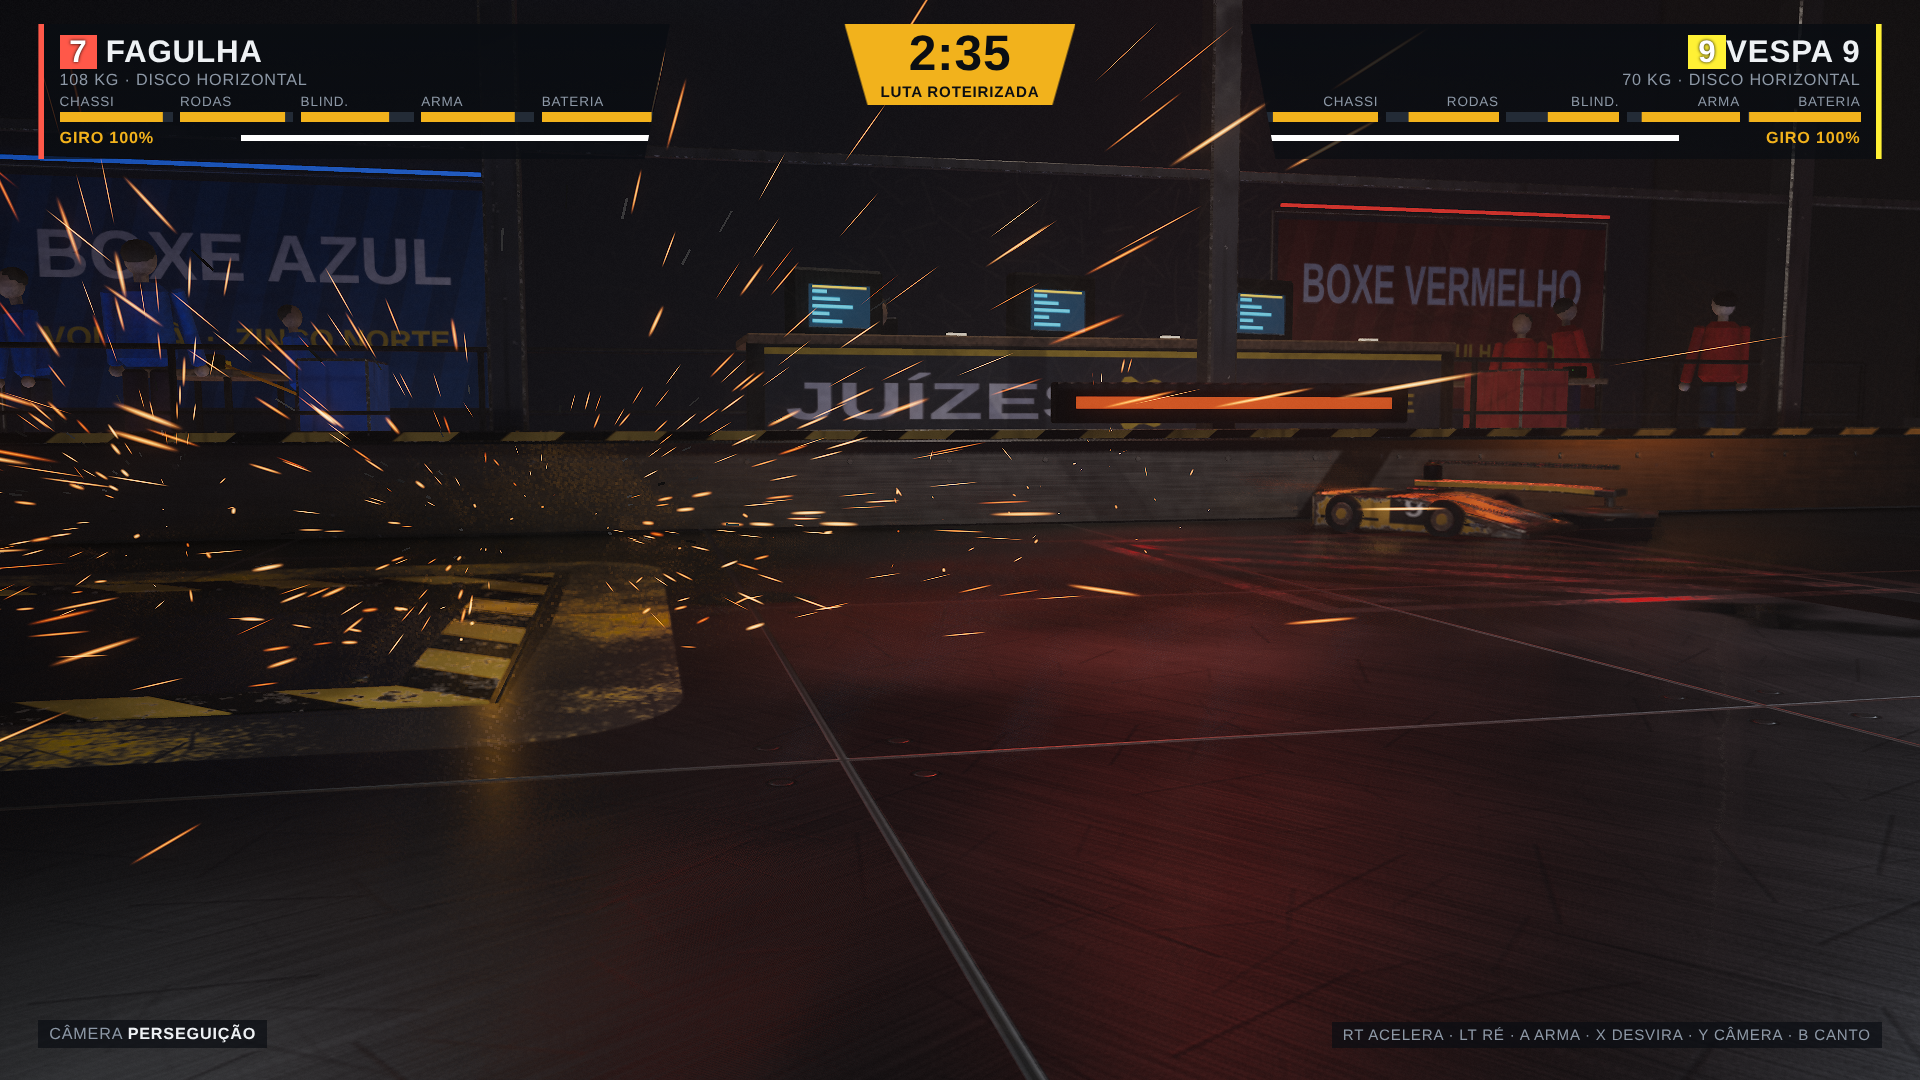 7 FAGULHA
108 KG · DISCO HORIZONTAL
CHASSI RODAS BLIND. ARMA BATERIA
GIRO 100%
2:35
LUTA ROTEIRIZADA
9 VESPA 9
70 KG · DISCO HORIZONTAL
CHASSI RODAS BLIND. ARMA BATERIA
GIRO 100%
BOXE AZUL
NORTE
BOXE VERMELHO
JUÍZES
9
CÂMERA PERSEGUIÇÃO
RT ACELERA · LT RÉ · A ARMA · X DESVIRA · Y CÂMERA · B CANTO